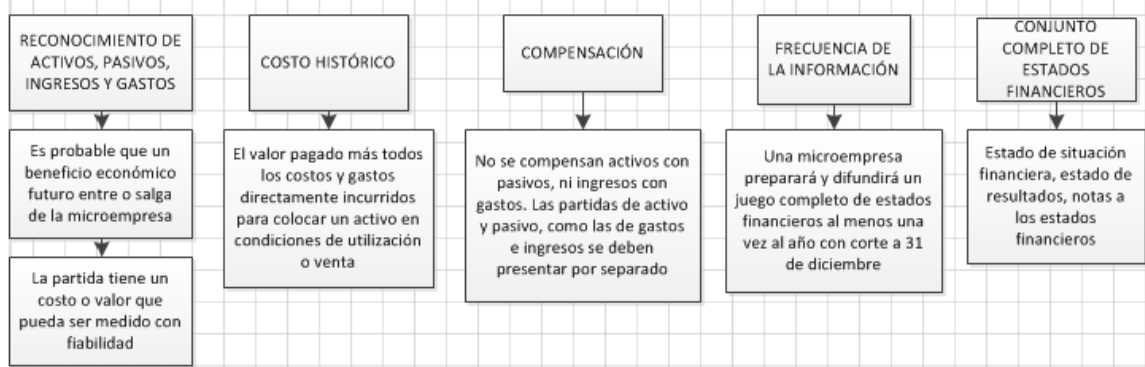 RECONOCIMIENTO DE
ACTIVOS, PASIVOS,
INGRESOS Y GASTOS
Es probable que un
beneficio económico
futuro entre o salga
de la microempresa
La partida tiene un
costo o valor que
pueda ser medido con
fiabilidad
COSTO HISTÓRICO
El valor pagado más todos
los costos y gastos
directamente incurridos
para colocar un activo en
condiciones de utilización
o venta
COMPENSACIÓN
No se compensan activos con
pasivos, ni ingresos con
gastos. Las partidas de activo
y pasivo, como las de gastos
e ingresos se deben
presentar por separado
FRECUENCIA DE
LA INFORMACIÓN
Una microempresa
preparará y difundirá un
juego completo de estados
financieros al menos una
vez al año con corte a 31
de diciembre
CONJUNTO
COMPLETO DE
ESTADOS
FINANCIEROS
Estado de situación
financiera, estado de
resultados, notas a
los estados
financieros